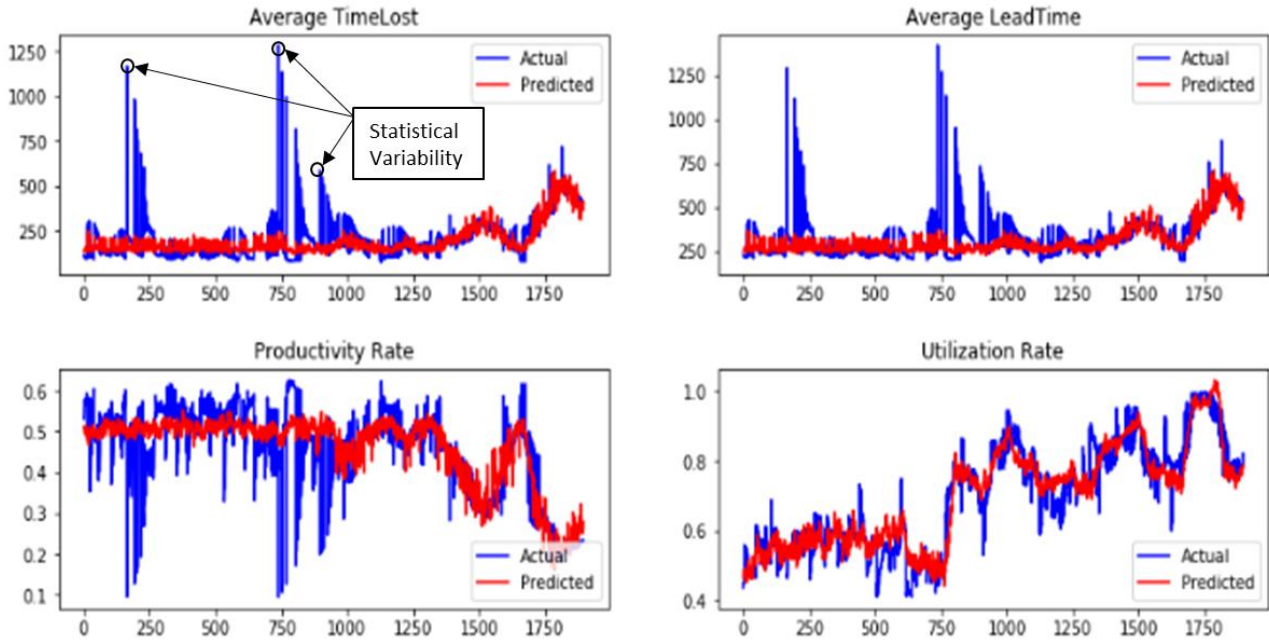 Average TimeLost
1250
1000
750
500
250
0 250 500 750 1000 1250 1500 1750
Actual
Predicted
Statistical
Variability
Average LeadTime
1250
1000
750
500
250
0 250 500 750 1000 1250 1500 1750
Actual
Predicted
Productivity Rate
0.6
0.5
0.4
0.3
0.2
0.1
0 250 500 750 1000 1250 1500 1750
Actual
Predicted
Utilization Rate
1.0
0.8
0.6
0.4
0 250 500 750 1000 1250 1500 1750
Actual
Predicted